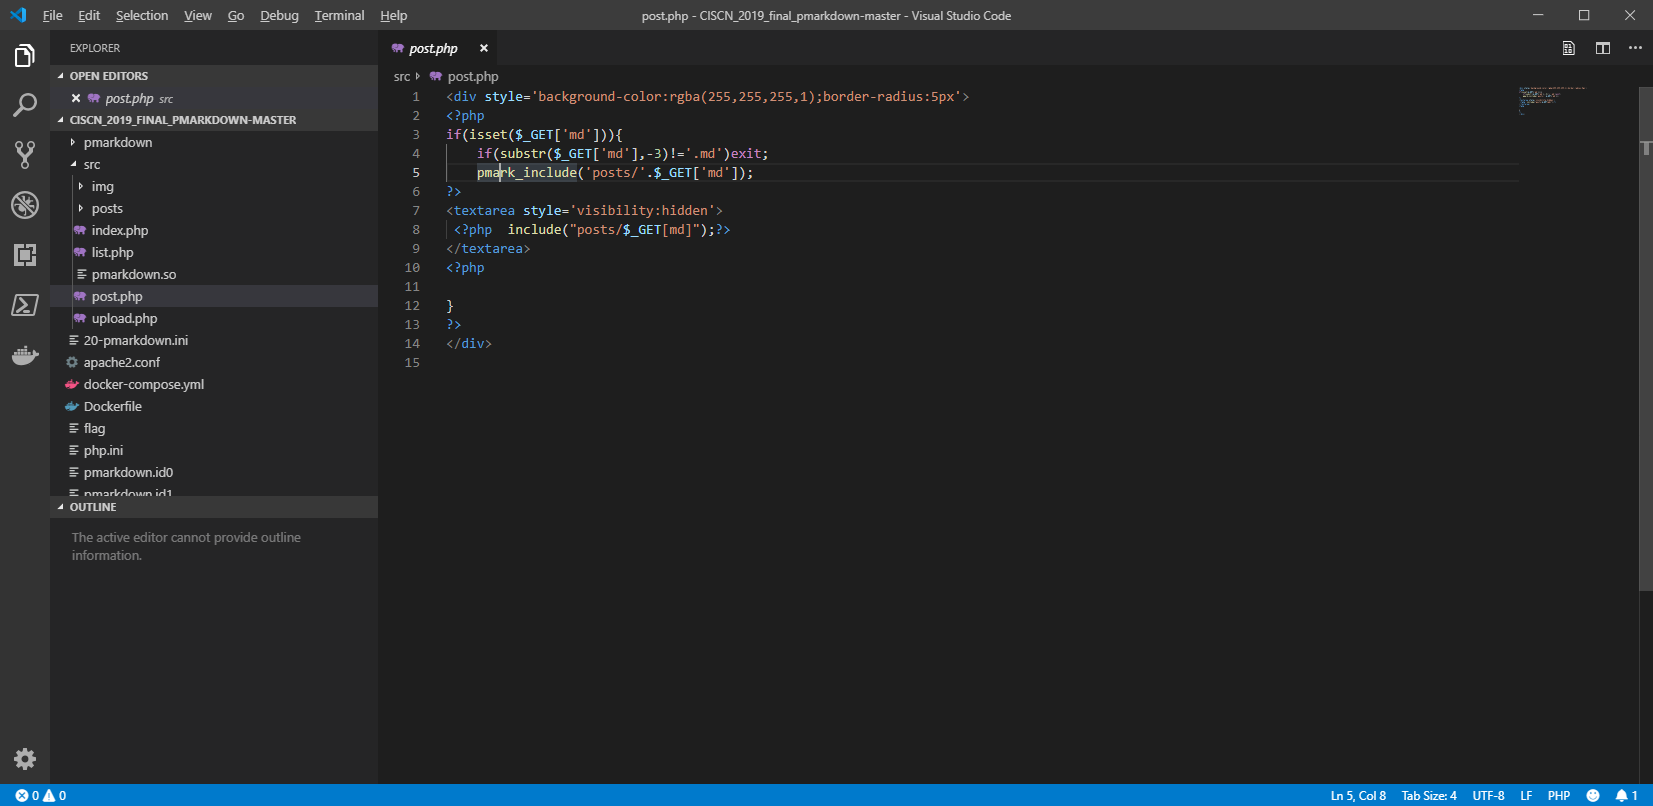 File Edit Selection View Go Debug Terminal Help
post.php - CISCN_2019_final_pmarkdown-master - Visual Studio Code
EXPLORER
OPEN EDITORS
post.php src
CISCN_2019_FINAL_PMARKDOWN-MASTER
pmarkdown
src
img
posts
index.php
list.php
pmarkdown.so
post.php
upload.php
20-pmarkdown.ini
apache2.conf
docker-compose.yml
Dockerfile
flag
php.ini
pmarkdown.id0
pmarkdown.id1
OUTLINE
The active editor cannot provide outline
information.
post.php
src post.php
1 <div style='background-color:rgba(255,255,255,1);border-radius:5px'>
2 <?php
3 if(isset($_GET['md'])){
4 if(substr($_GET['md'],-3)!='.md')exit;
5 pmark_include('posts/'.$_GET['md']);
6 ?>
7 <textarea style='visibility:hidden'>
8 <?php include("posts/$_GET[md]");?>
9 </textarea>
10 <?php
11
12 }
13 ?>
14 </div>
15
0 0
Ln 5, Col 8 Tab Size: 4 UTF-8 LF PHP 1